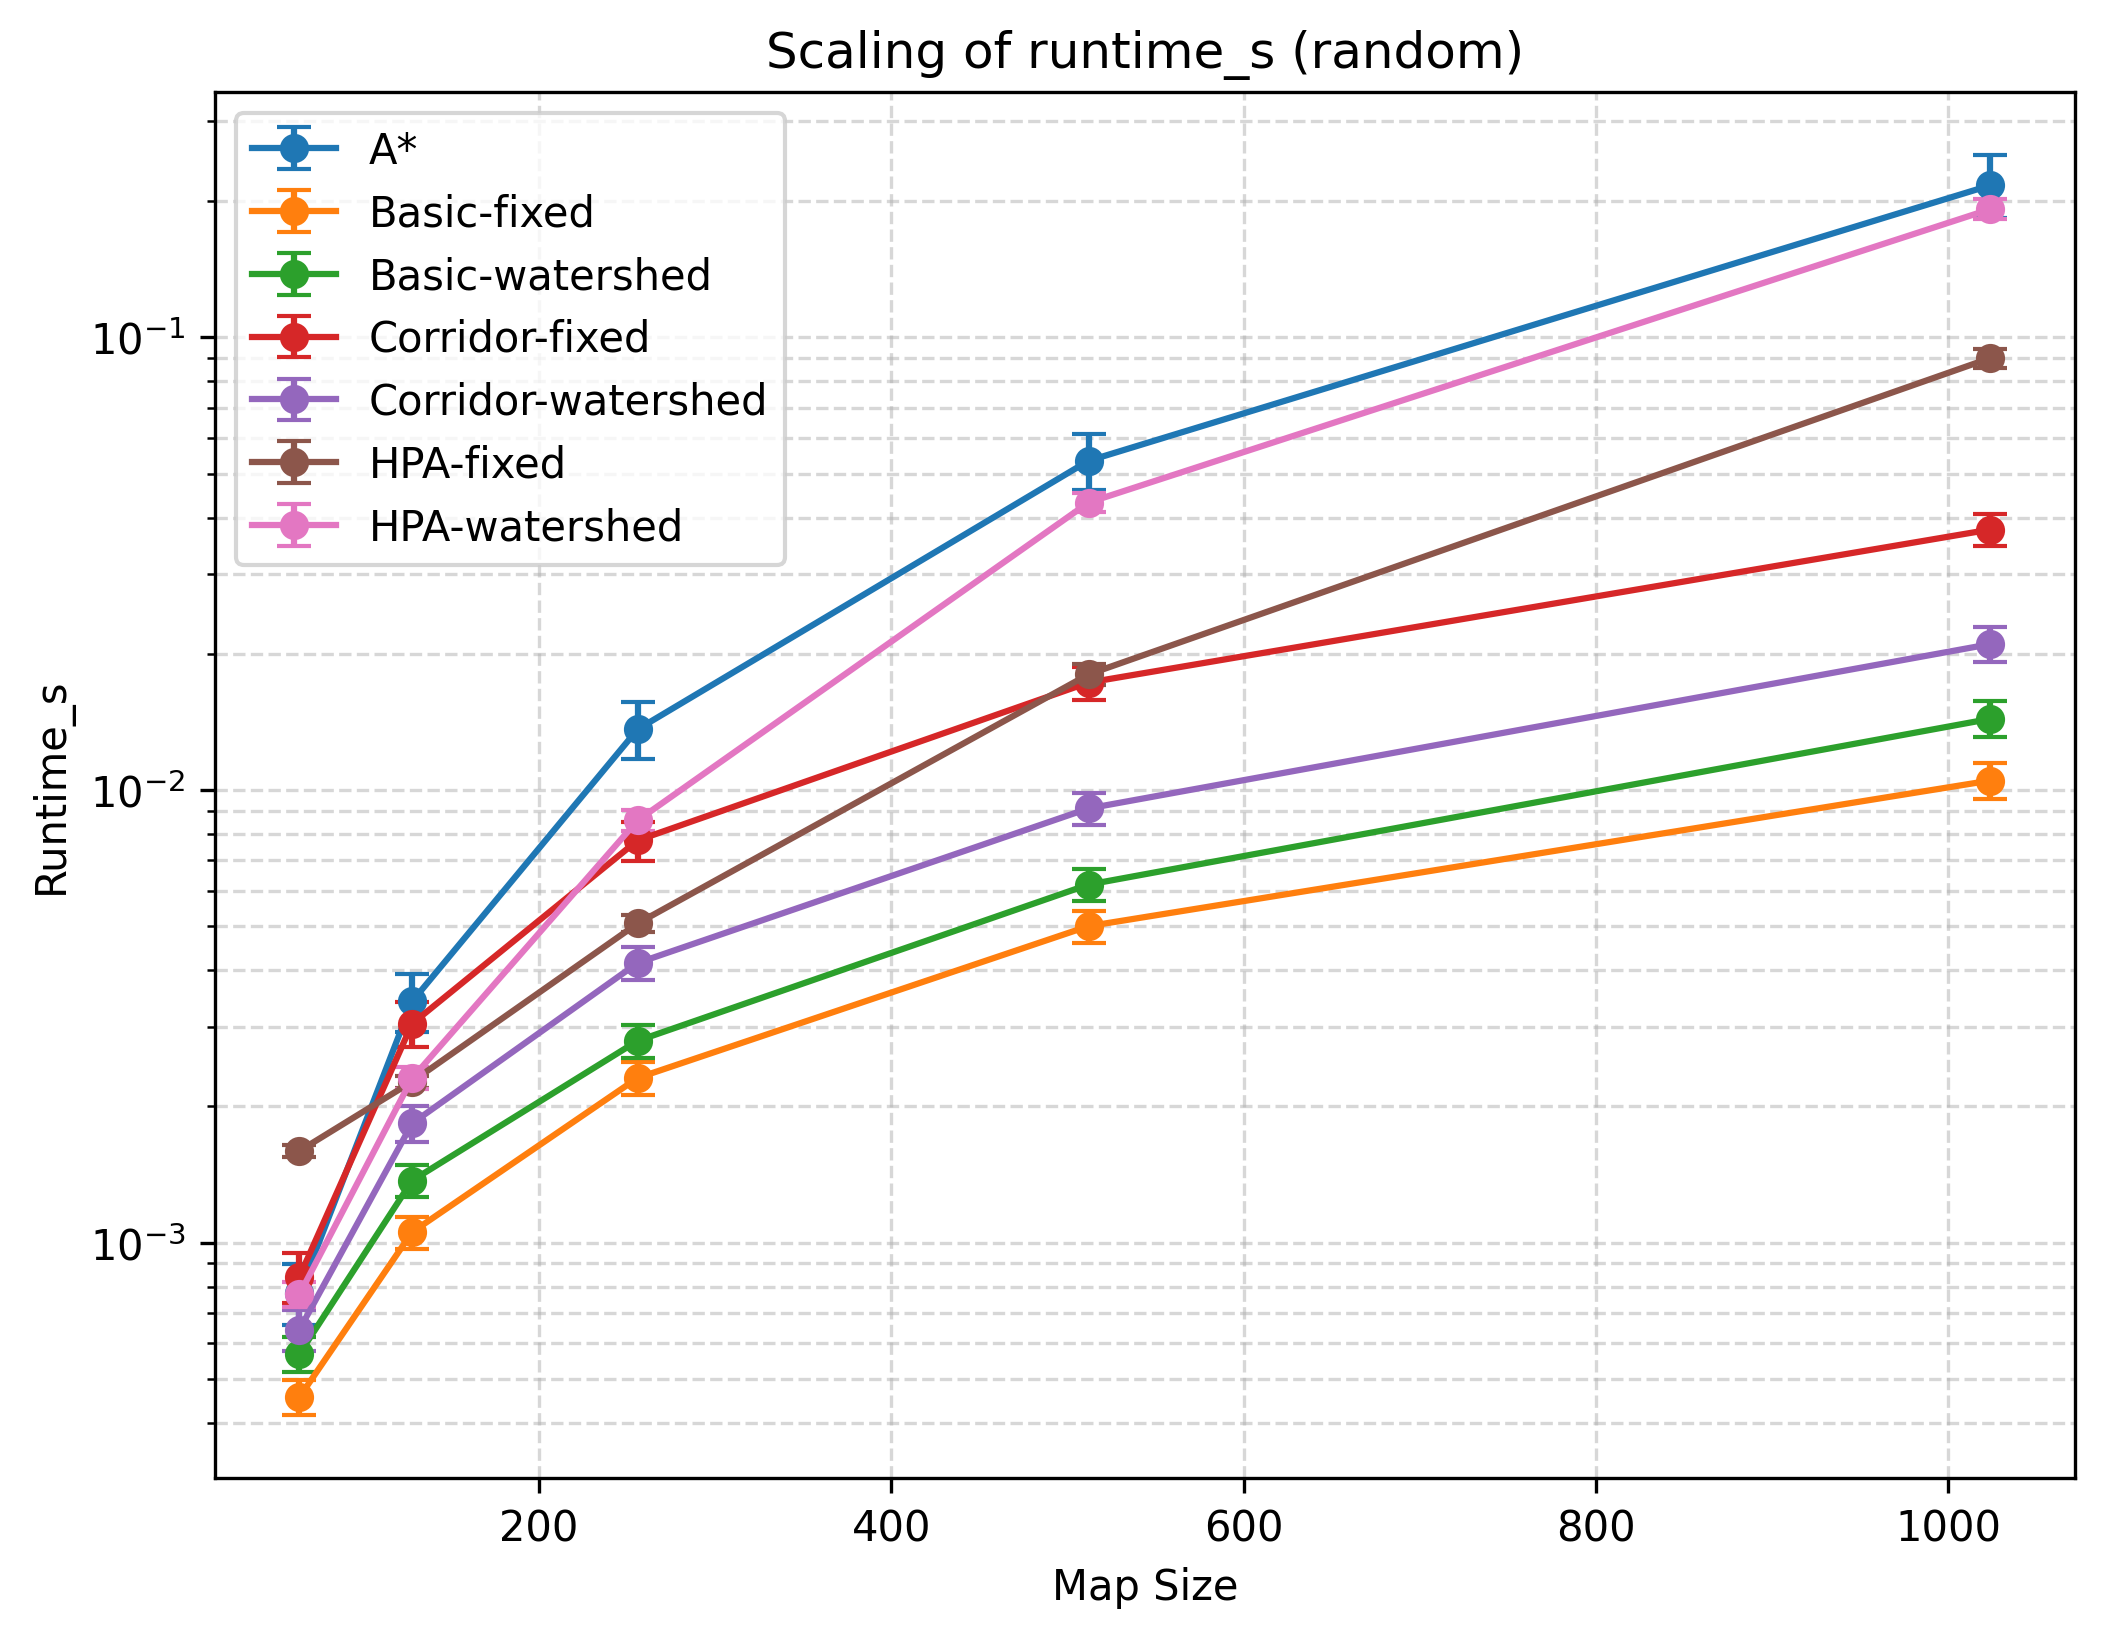 Scaling of runtime_s (random)
A*
Basic-fixed
Basic-watershed
Corridor-fixed
Corridor-watershed
HPA-fixed
HPA-watershed
10⁻¹
10⁻²
10⁻³
Runtime_s
200 400 600 800 1000
Map Size